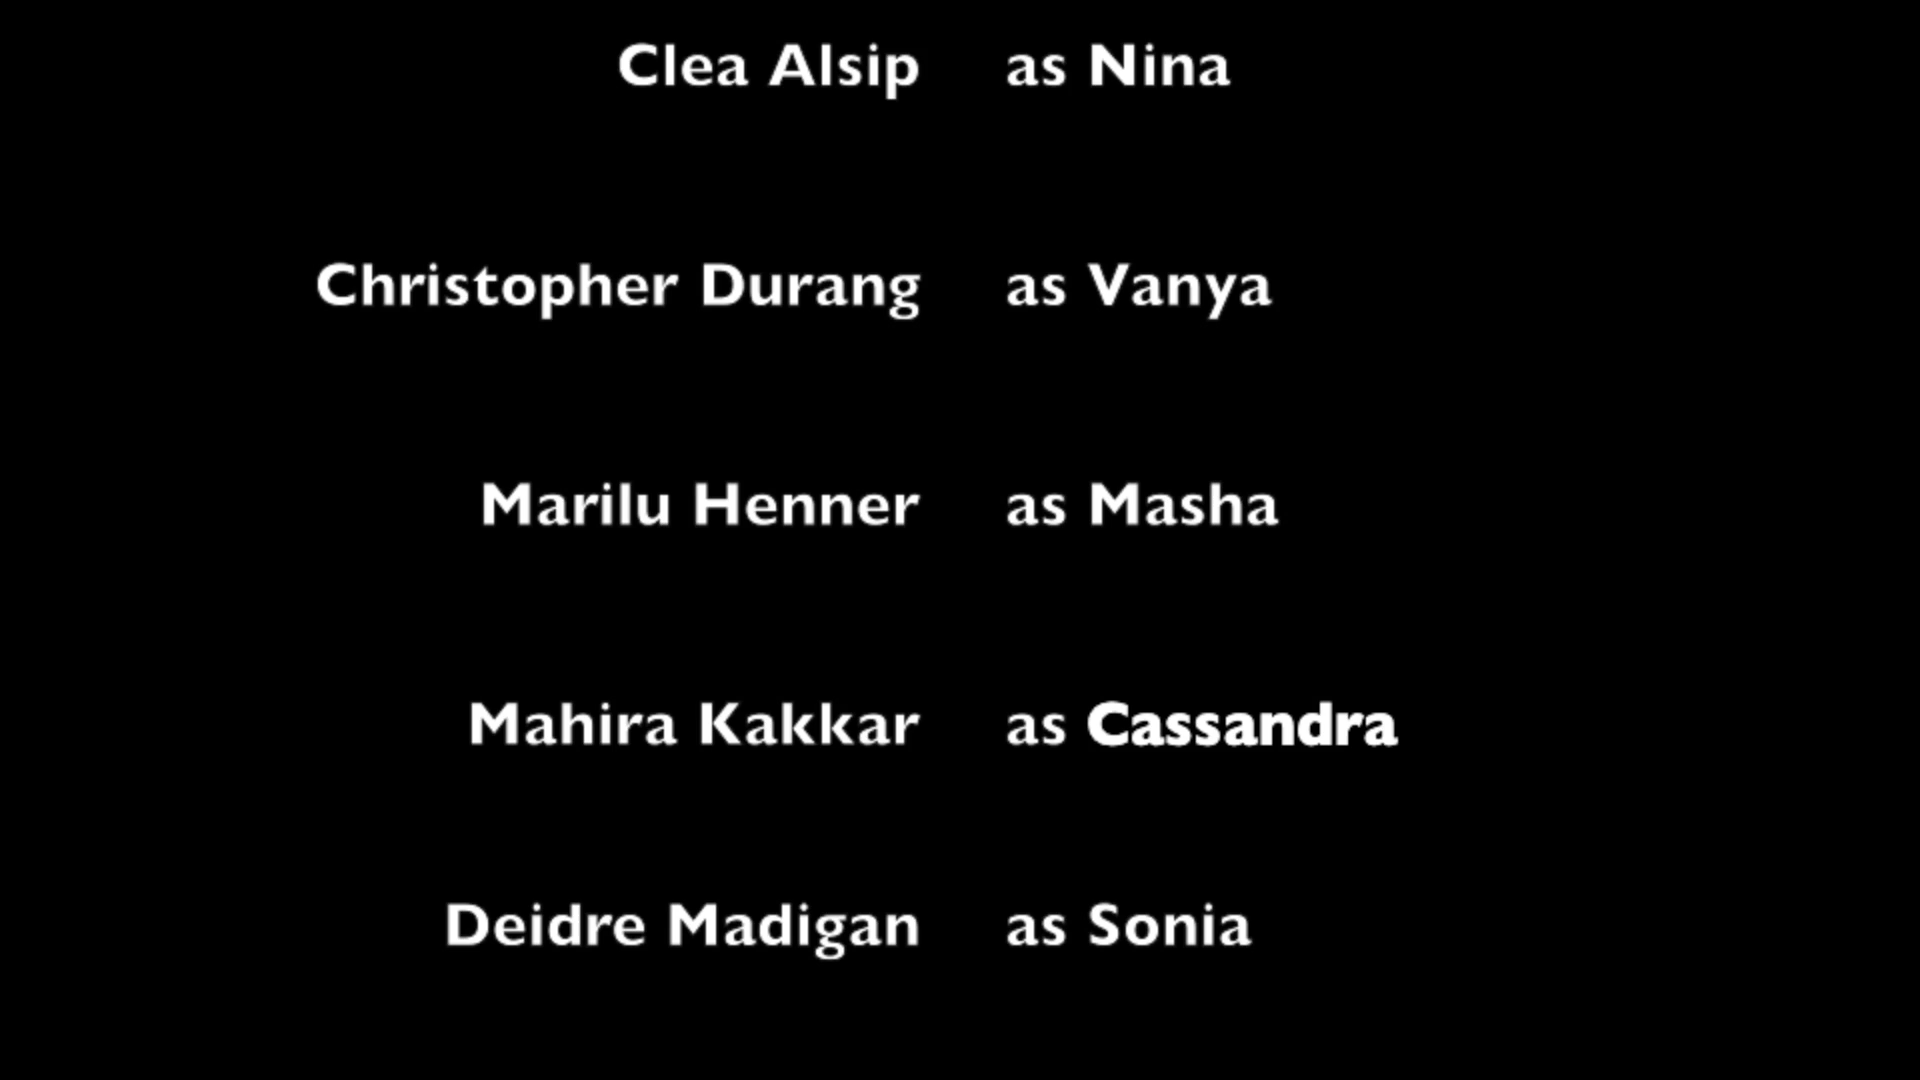 Clea Alsip as Nina
Christopher Durang as Vanya
Marilu Henner as Masha
Mahira Kakkar as Cassandra
Deidre Madigan as Sonia